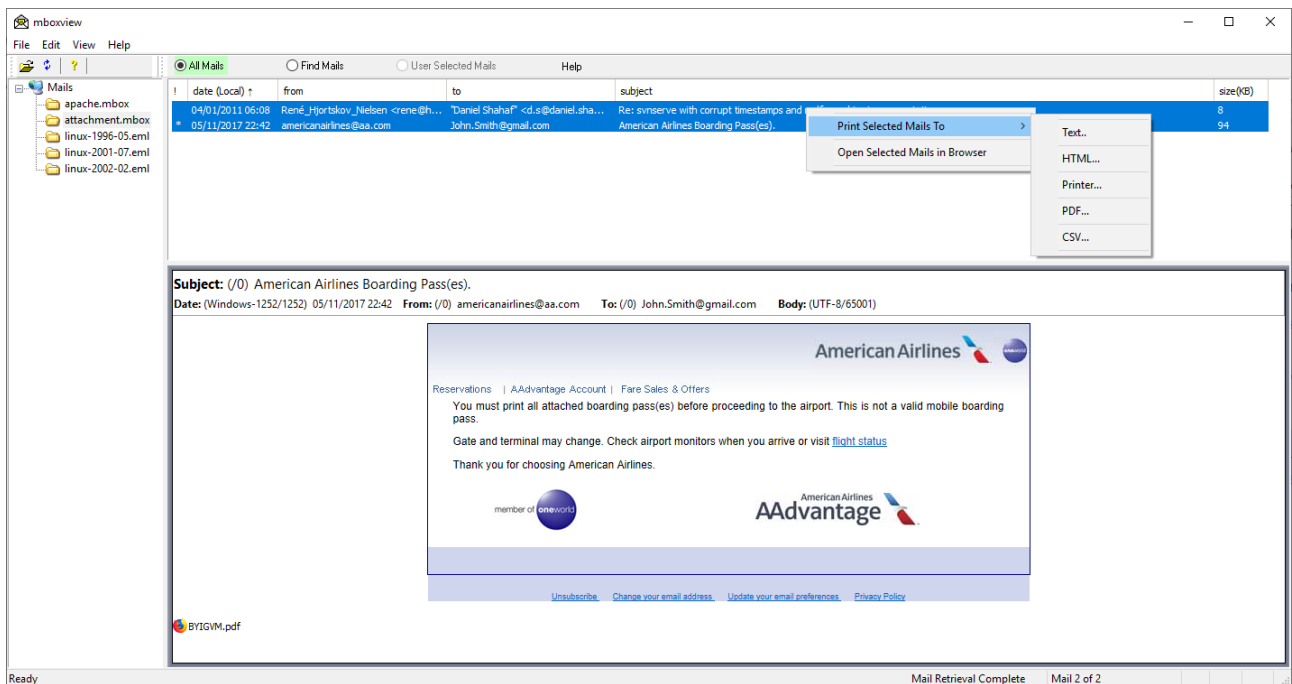 mboxview
File Edit View Help
All Mails Find Mails User Selected Mails Help
Mails
apache.mbox
attachment.mbox
linux-1996-05.eml
linux-2001-07.eml
linux-2002-02.eml
! date (Local) ↑ from to subject size(KB)
04/01/2011 06:08 René_Hjortskov_Nielsen <rene@h... "Daniel Shahaf" <d.s@daniel.sha... Re: svnserve with corrupt timestamps and 8
* 05/11/2017 22:42 americanairlines@aa.com John.Smith@gmail.com American Airlines Boarding Pass(es). 94
Print Selected Mails To
Open Selected Mails in Browser
Text..
HTML...
Printer...
PDF...
CSV...
Subject: (/0) American Airlines Boarding Pass(es).
Date: (Windows-1252/1252) 05/11/2017 22:42 From: (/0) americanairlines@aa.com To: (/0) John.Smith@gmail.com Body: (UTF-8/65001)
American Airlines oneworld
Reservations | AAdvantage Account | Fare Sales & Offers
You must print all attached boarding pass(es) before proceeding to the airport. This is not a valid mobile boarding
pass.
Gate and terminal may change. Check airport monitors when you arrive or visit flight status
Thank you for choosing American Airlines.
member of oneworld
American Airlines
AAdvantage
Unsubscribe Change your email address Update your email preferences Privacy Policy
BYIGVM.pdf
Ready Mail Retrieval Complete Mail 2 of 2